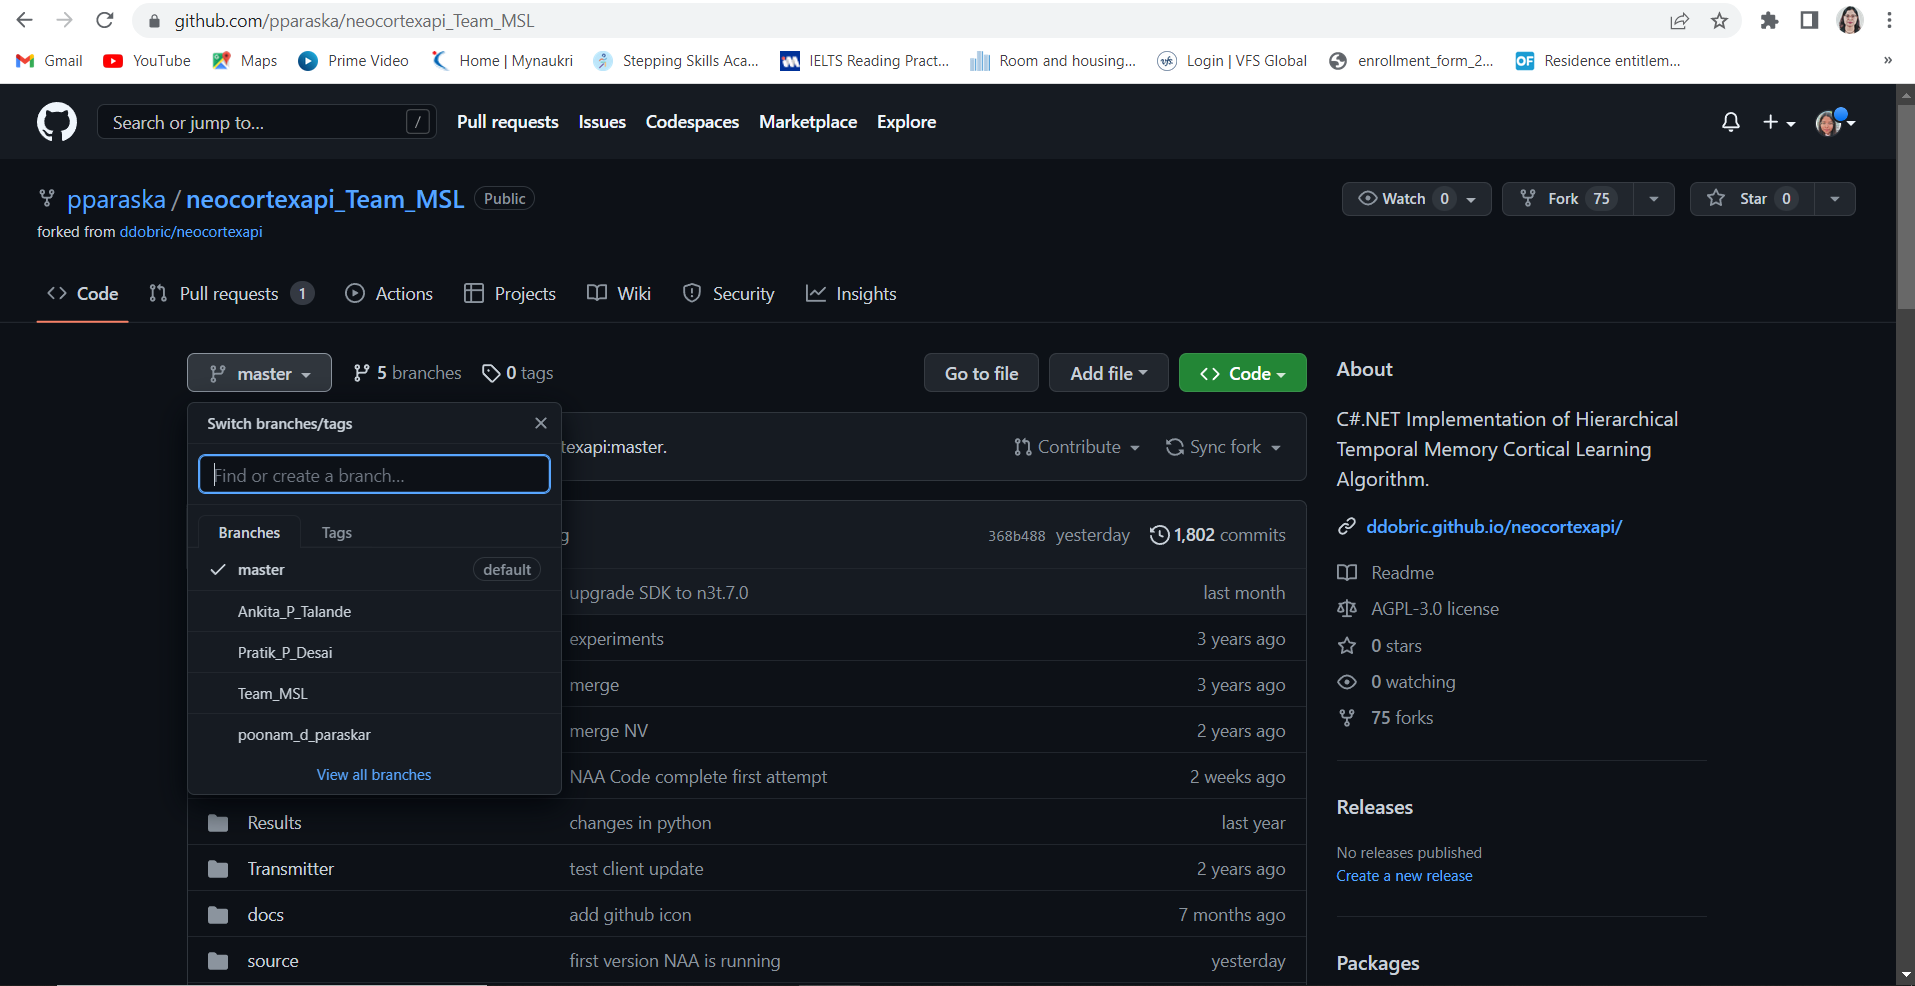 github.com/pparaska/neocortexapi_Team_MSL
Gmail YouTube Maps Prime Video Home | Mynaukri Stepping Skills Aca... IELTS Reading Pract... Room and housing... Login | VFS Global enrollment_form_2... Residence entitlem... »
Search or jump to... / Pull requests Issues Codespaces Marketplace Explore
pparaska / neocortexapi_Team_MSL Public Watch 0 Fork 75 Star 0
forked from ddobric/neocortexapi
Code Pull requests 1 Actions Projects Wiki Security Insights
master 5 branches 0 tags Go to file Add file Code
Switch branches/tags
texapi:master. Contribute Sync fork
Find or create a branch...
Branches Tags
g 368b488 yesterday 1,802 commits
master default
upgrade SDK to n3t.7.0 last month
Ankita_P_Talande
experiments 3 years ago
Pratik_P_Desai
merge 3 years ago
Team_MSL
merge NV 2 years ago
poonam_d_paraskar
View all branches
NAA Code complete first attempt 2 weeks ago
Results changes in python last year
Transmitter test client update 2 years ago
docs add github icon 7 months ago
source first version NAA is running yesterday
About
C#.NET Implementation of Hierarchical
Temporal Memory Cortical Learning
Algorithm.
ddobric.github.io/neocortexapi/
Readme
AGPL-3.0 license
0 stars
0 watching
75 forks
Releases
No releases published
Create a new release
Packages